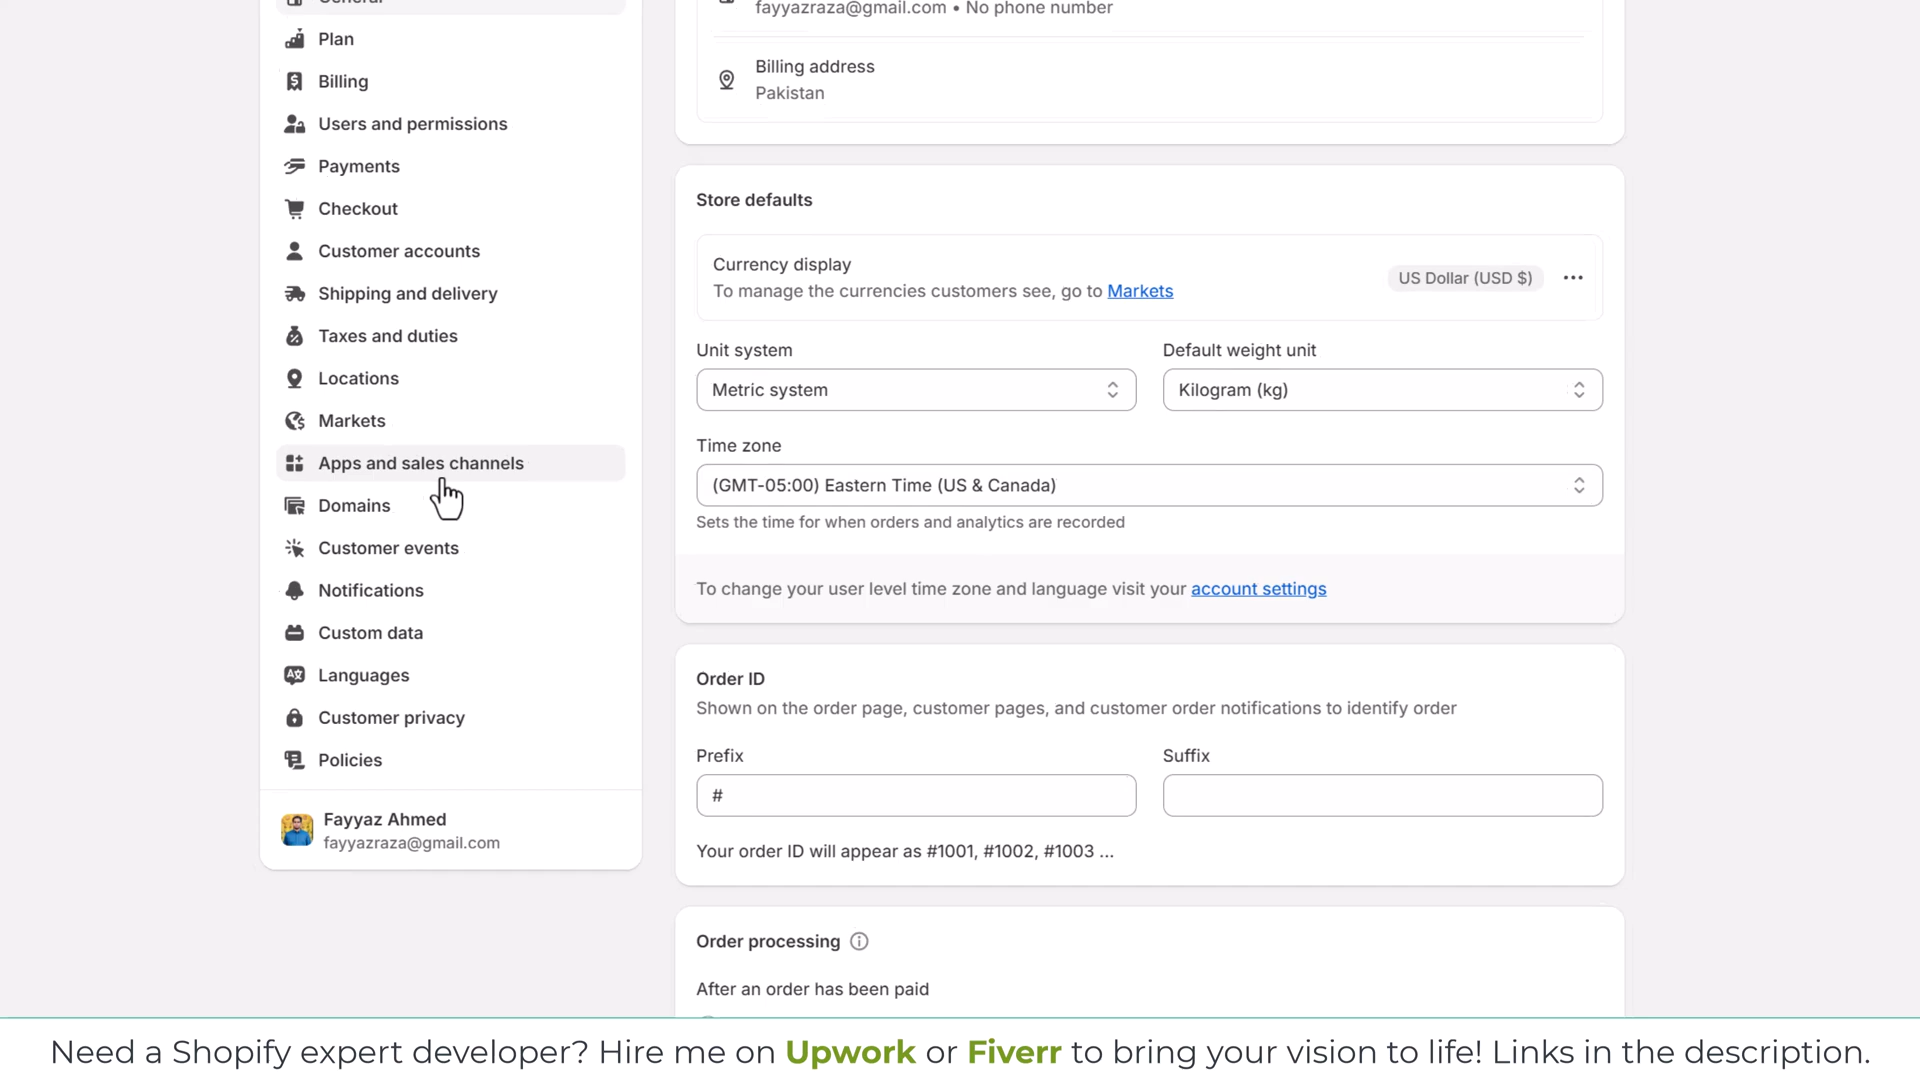 General
Plan
Billing
Users and permissions
Payments
Checkout
Customer accounts
Shipping and delivery
Taxes and duties
Locations
Markets
Apps and sales channels
Domains
Customer events
Notifications
Custom data
Languages
Customer privacy
Policies
Fayyaz Ahmed
fayyazraza@gmail.com
fayyazraza@gmail.com • No phone number
Billing address
Pakistan
Store defaults
Currency display
To manage the currencies customers see, go to Markets
US Dollar (USD $)
Unit system
Default weight unit
Metric system
Kilogram (kg)
Time zone
(GMT-05:00) Eastern Time (US & Canada)
Sets the time for when orders and analytics are recorded
To change your user level time zone and language visit your account settings
Order ID
Shown on the order page, customer pages, and customer order notifications to identify order
Prefix
Suffix
#
Your order ID will appear as #1001, #1002, #1003 ...
Order processing
After an order has been paid
Need a Shopify expert developer? Hire me on Upwork or Fiverr to bring your vision to life! Links in the description.